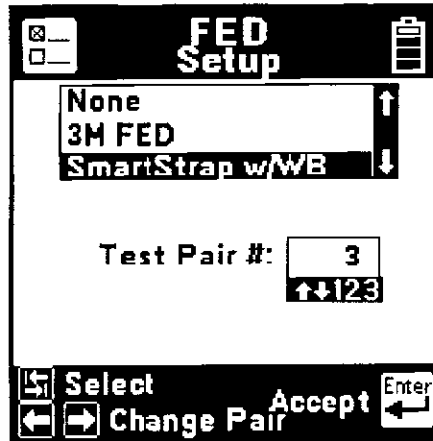 FED
Setup
None
3M FED
SmartStrap w/WB
Test Pair #: 3
123
Select
Change Pair
Accept
Enter